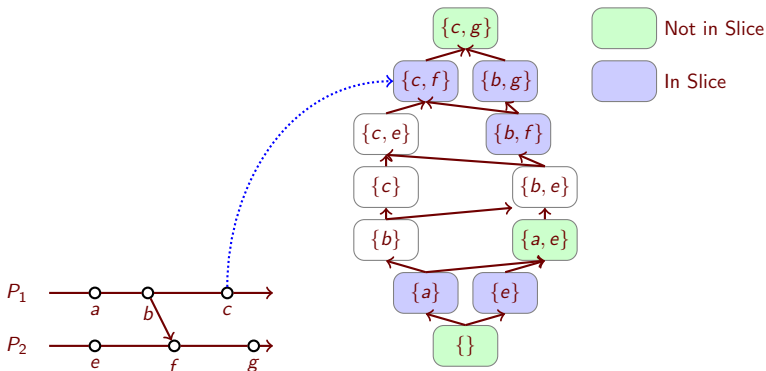 {c, g}
Not in Slice
{c, f} {b, g}
In Slice
{c, e} {b, f}
{c} {b, e}
{b} {a, e}
{a} {e}
{}
P1
a b c
P2
e f g